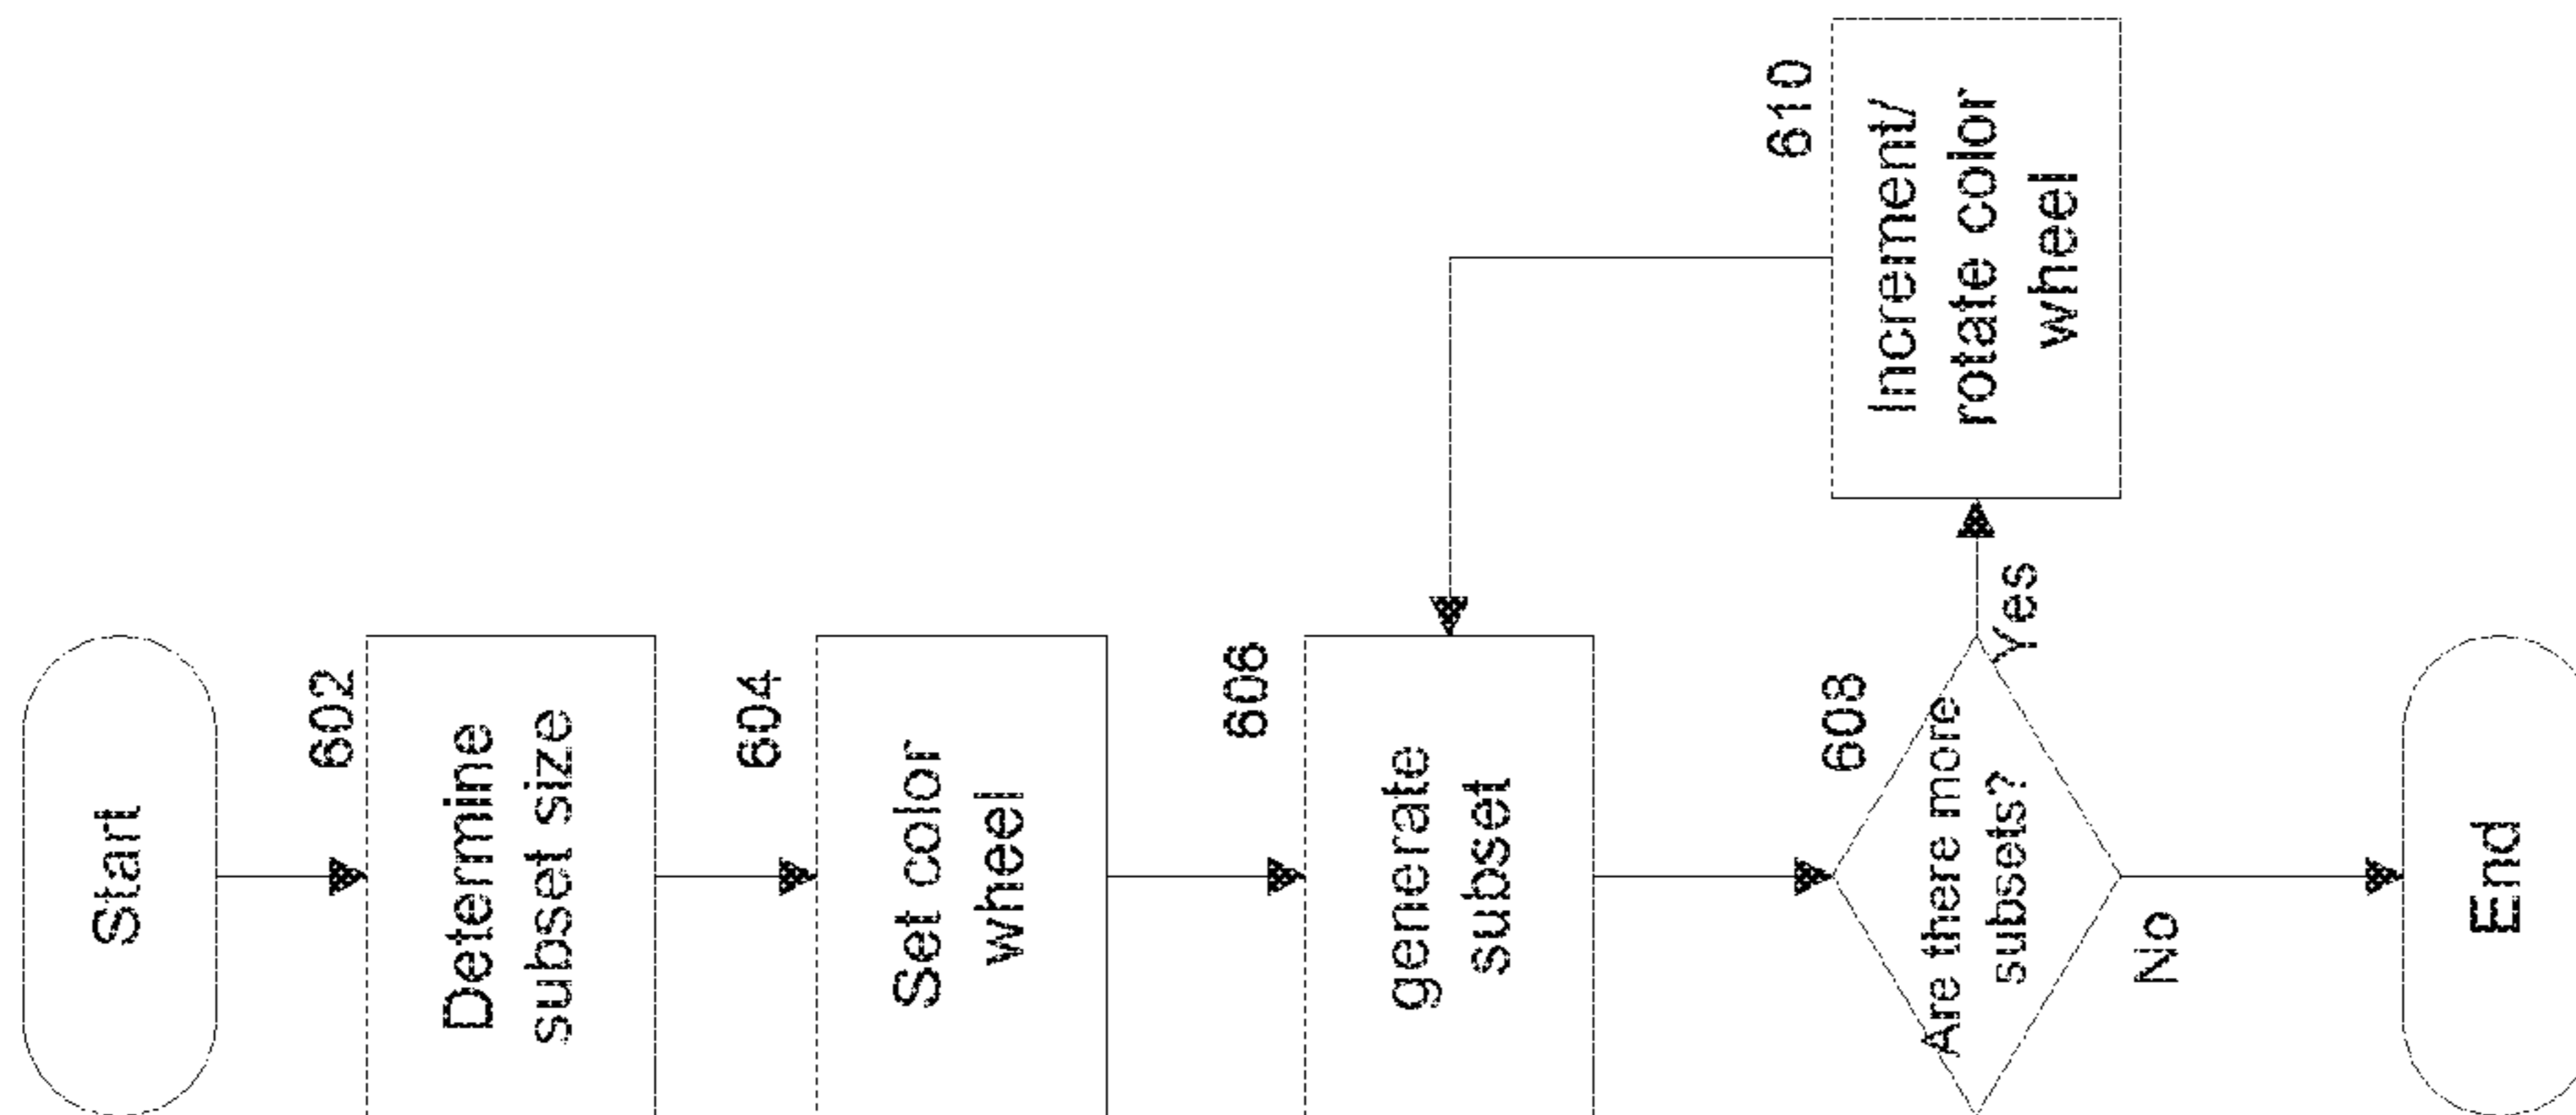 Start
602
Determine
subset size
604
Set color
wheel
606
generate
subset
608
Are there more
subsets?
Yes
No
610
Increment/
rotate color
wheel
End